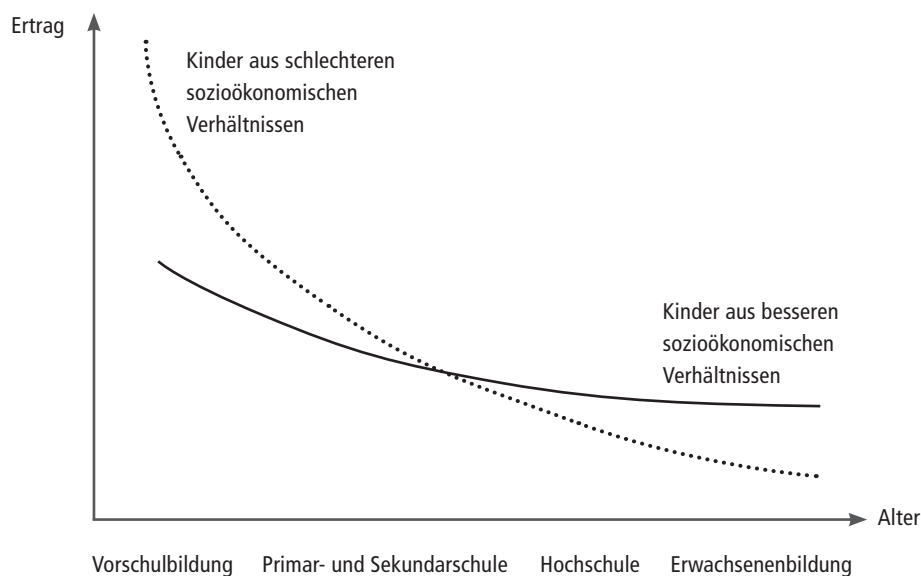 Ertrag
Kinder aus schlechteren
sozioökonomischen
Verhältnissen
Kinder aus besseren
sozioökonomischen
Verhältnissen
Alter
Vorschulbildung Primar- und Sekundarschule Hochschule Erwachsenenbildung